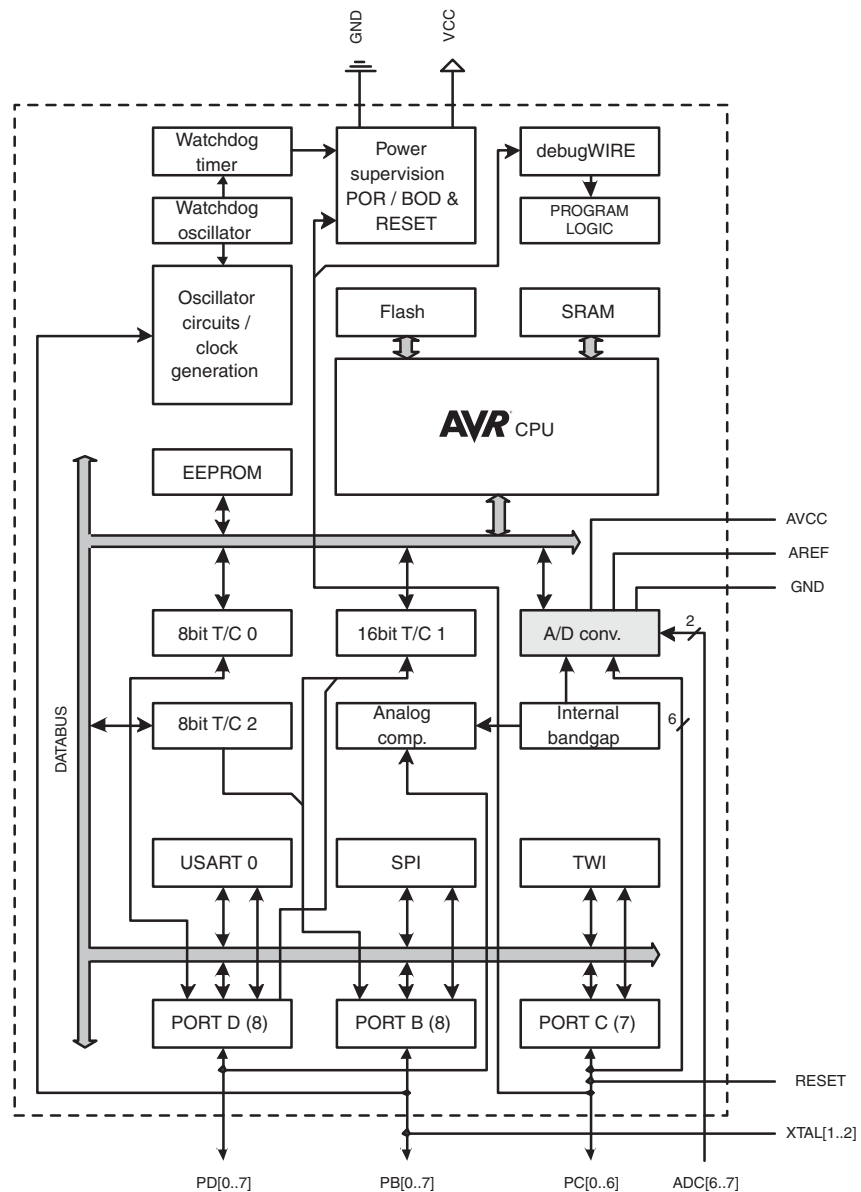 GND
VCC
Watchdog
timer
Power
supervision
POR / BOD &
RESET
debugWIRE
Watchdog
oscillator
PROGRAM
LOGIC
Oscillator
circuits /
clock
generation
Flash
SRAM
AVR CPU
EEPROM
AVCC
AREF
GND
8bit T/C 0
16bit T/C 1
A/D conv.
2
DATABUS
8bit T/C 2
Analog
comp.
Internal
bandgap
6
USART 0
SPI
TWI
PORT D (8)
PORT B (8)
PORT C (7)
RESET
XTAL[1..2]
PD[0..7]
PB[0..7]
PC[0..6]
ADC[6..7]